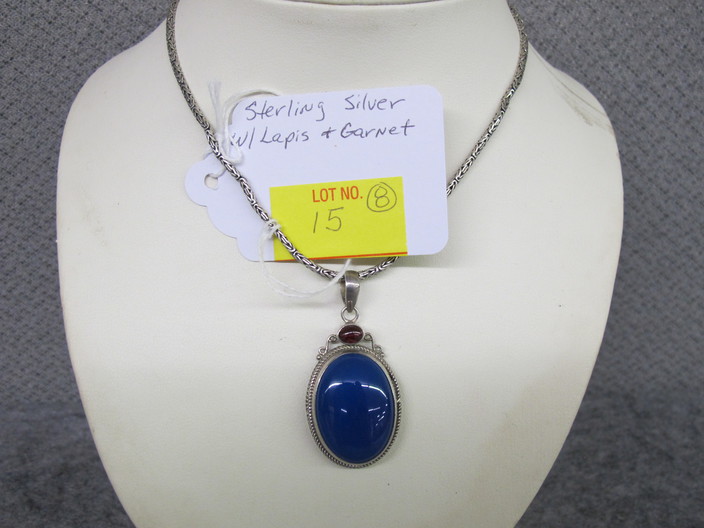 Sterling Silver
W/ Lapis & Garnet
LOT NO. 8
15